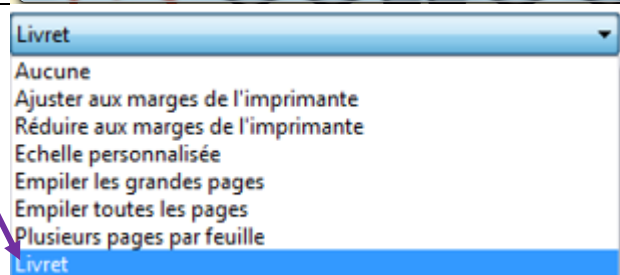 Livret
Aucune
Ajuster aux marges de l'imprimante
Réduire aux marges de l'imprimante
Echelle personnalisée
Empiler les grandes pages
Empiler toutes les pages
Plusieurs pages par feuille
Livret